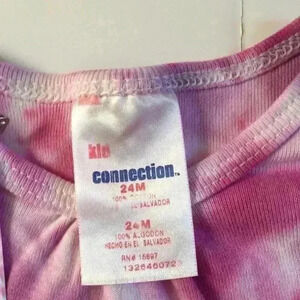 kid
connection
24M
100% COTTON
EL SALVADOR
24M
100% ALGODON
HECHO EN EL SALVADOR
RN# 15697
132646072